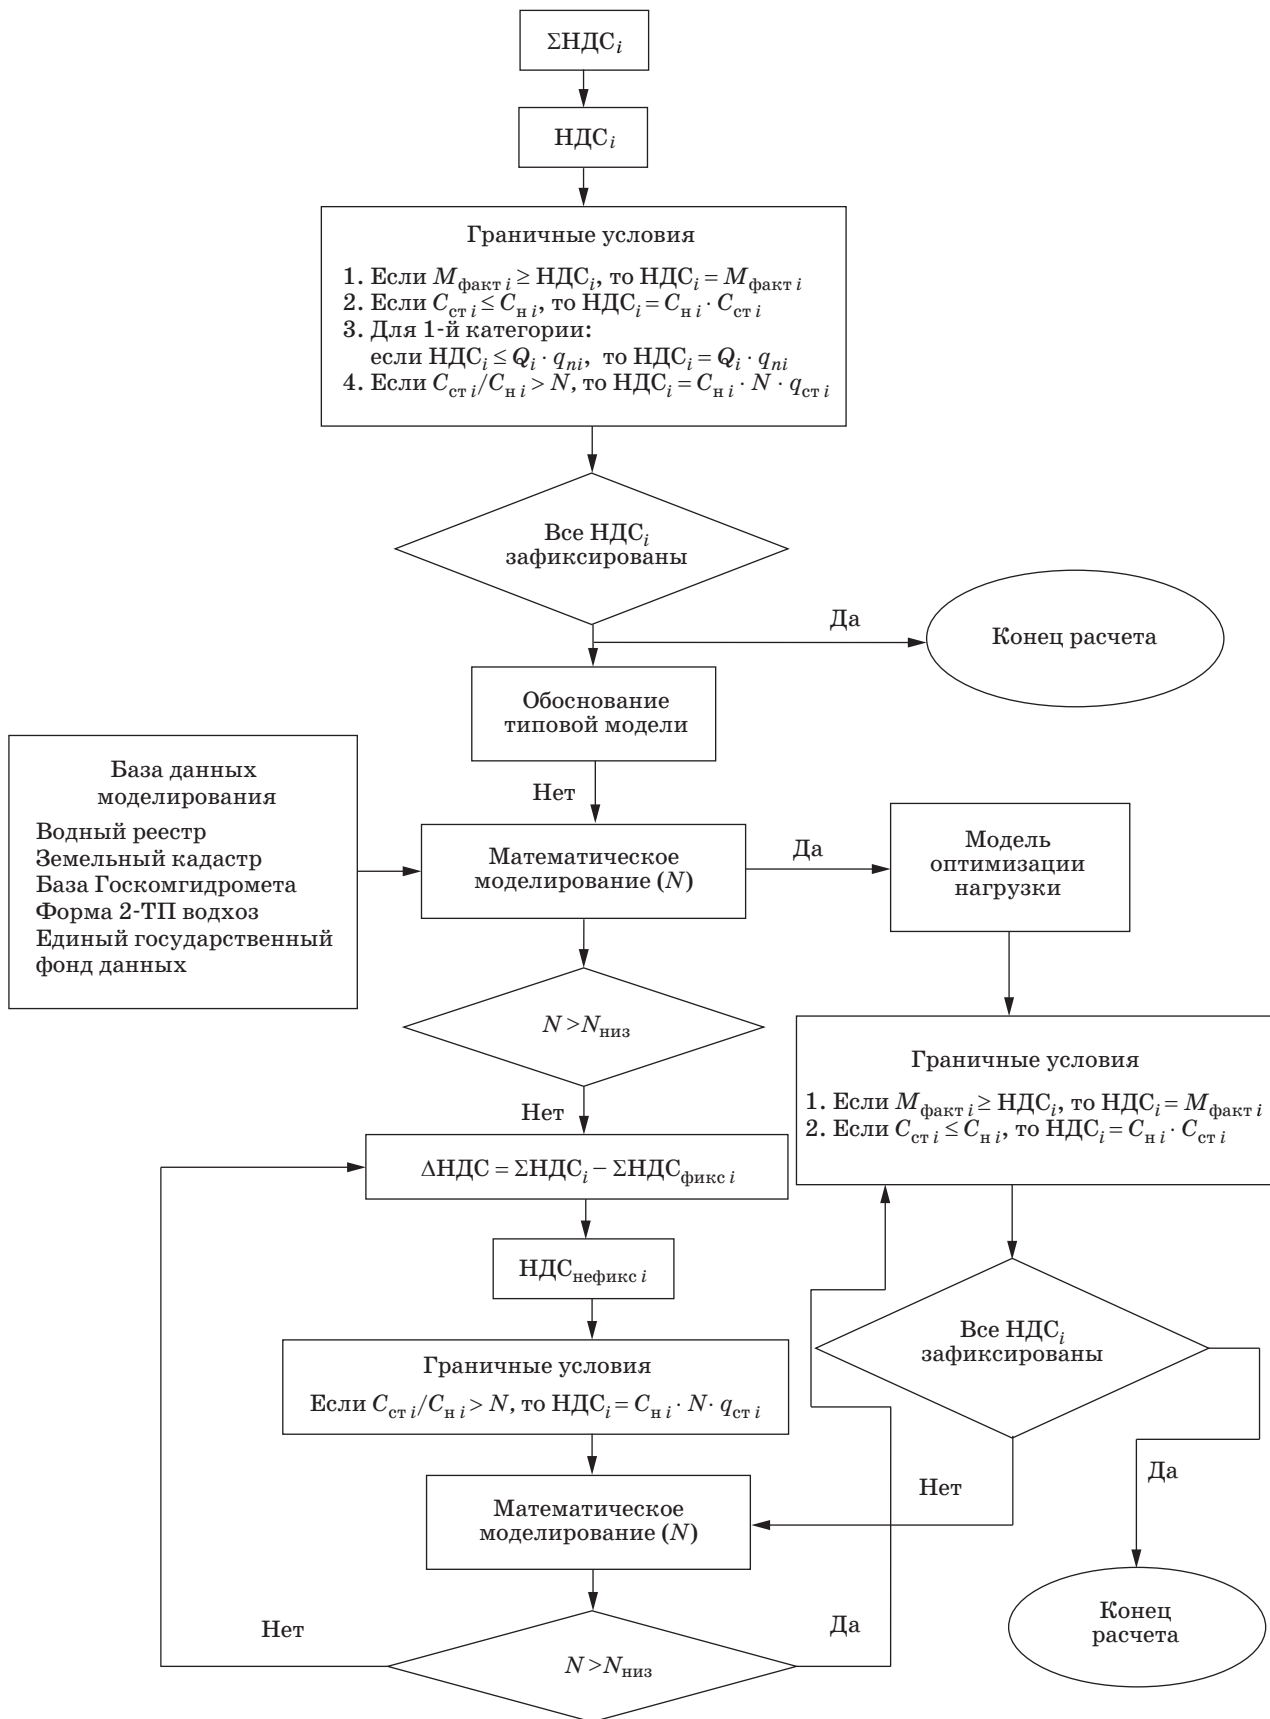 ΣНДС_i
НДС_i
Граничные условия
1. Если M_факт i ≥ НДС_i, то НДС_i = M_факт i
2. Если C_ст i ≤ C_н i, то НДС_i = C_н i · C_ст i
3. Для 1-й категории:
если НДС_i ≤ Q_i · q_ni, то НДС_i = Q_i · q_ni
4. Если C_ст i/C_н i > N, то НДС_i = C_н i · N · q_ст i
Все НДС_i
зафиксированы
Да
Конец расчета
Обоснование
типовой модели
Нет
База данных
моделирования
Водный реестр
Земельный кадастр
База Госкомгидромета
Форма 2-ТП водхоз
Единый государственный
фонд данных
Математическое
моделирование (N)
Да
Модель
оптимизации
нагрузки
N > N_низ
Нет
Граничные условия
1. Если M_факт i ≥ НДС_i, то НДС_i = M_факт i
2. Если C_ст i ≤ C_н i, то НДС_i = C_н i · C_ст i
ΔНДС = ΣНДС_i − ΣНДС_фикс i
НДС_нефикс i
Граничные условия
Если C_ст i/C_н i > N, то НДС_i = C_н i · N · q_ст i
Все НДС_i
зафиксированы
Да
Нет
Математическое
моделирование (N)
Нет
Да
N > N_низ
Конец
расчета